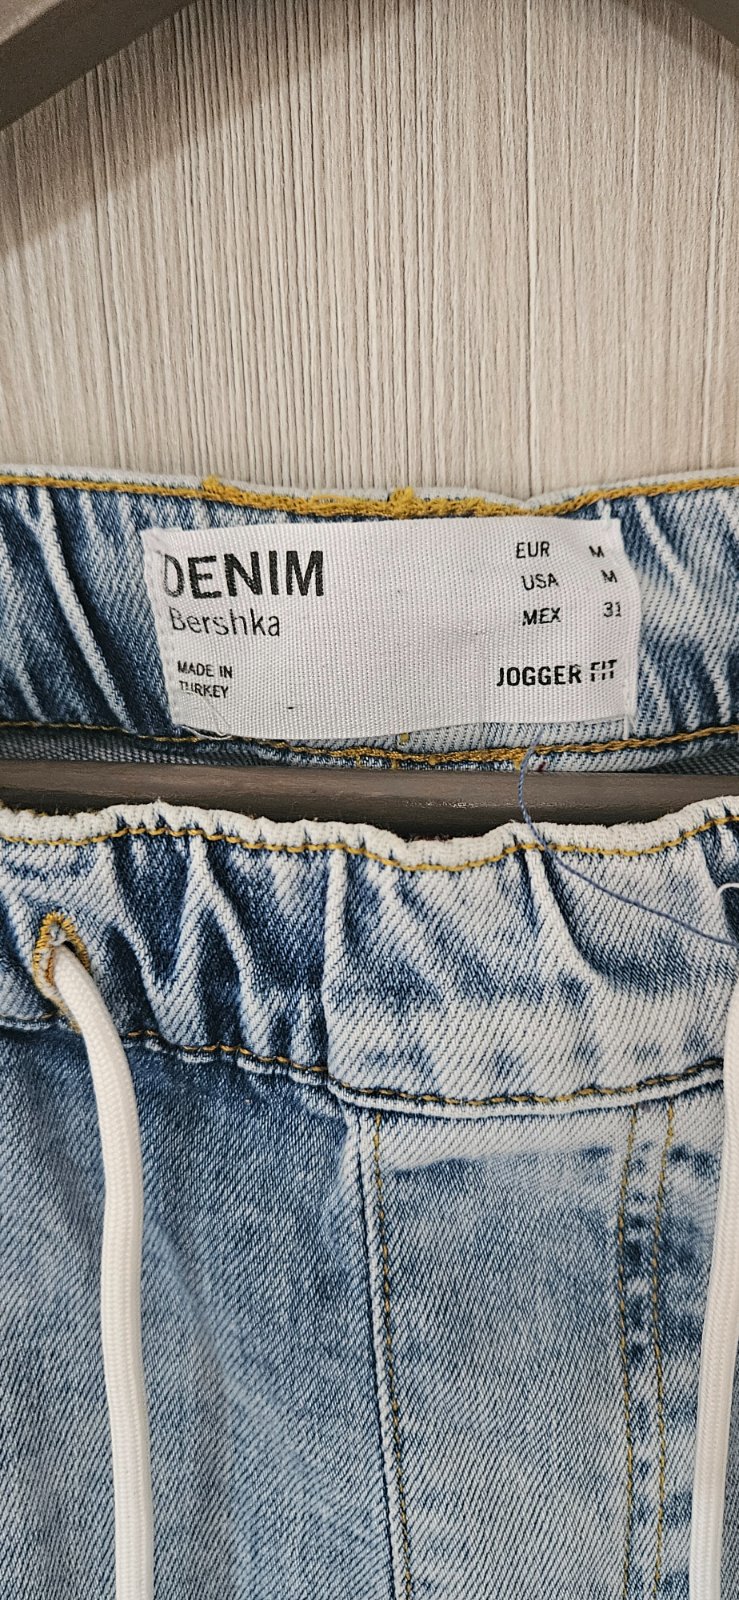 DENIM
Bershka
MADE IN
TURKEY
EUR M
USA M
MEX 31
JOGGER FIT